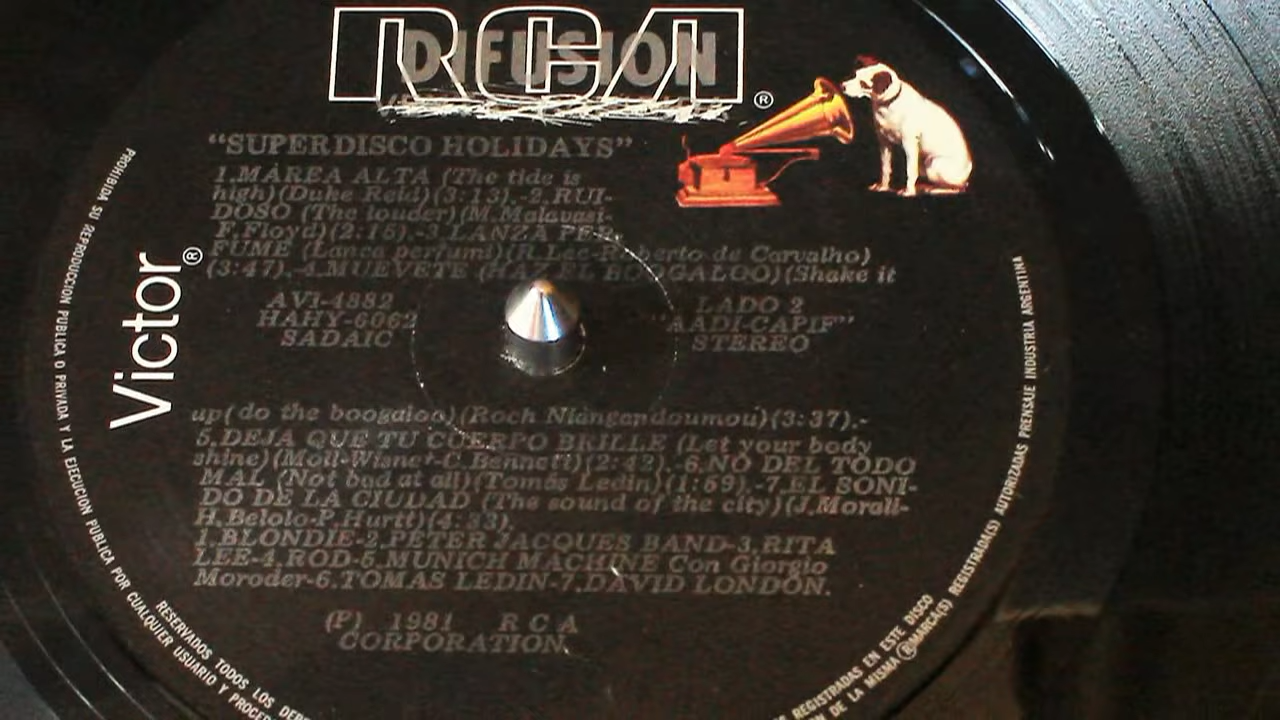 RCA
DIFUSION
®
"SUPERDISCO HOLIDAYS"
1.MAREA ALTA (The tide is
high)(Duke Reid)(3:13).-2.RUI-
DOSO (The louder)(M.Malavasi-
F.Floyd)(2:15).-3.LANZA PER-
FUME (Lanca perfumi)(R.Lee-Roberto de Carvalho)
(3:47).-4.MUEVETE (HAZ EL BOOGALOO)(Shake it
AVI-4882
HAHY-6062
SADAIC
LADO 2
"AADI-CAPIF"
STEREO
Victor®
up(do the boogaloo)(Roch Niangandoumou)(3:37).-
5.DEJA QUE TU CUERPO BRILLE (Let your body
shine)(Moll-Wisnet-C.Bennett)(2:42).-6.NO DEL TODO
MAL (Not bad at all)(Tomás Ledin)(1:59).-7.EL SONI-
DO DE LA CIUDAD (The sound of the city)(J.Morali-
H.Belolo-P.Hurtt)(4:33).
1.BLONDIE-2.PETER JACQUES BAND-3.RITA
LEE-4.ROD-5.MUNICH MACHINE Con Giorgio
Moroder-6.TOMAS LEDIN-7.DAVID LONDON.
(P) 1981 R C A
CORPORATION.
PROHIBIDA SU REPRODUCCION PUBLICA O PRIVADA Y LA EJECUCION PUBLICA POR CUALQUIER USUARIO Y
RESERVADOS TODOS LOS
REGISTRADAS EN ESTE DISCO
DE LA MISMA ® MARCA(S) REGISTRADA(S) AUTORIZADAS PRENSAJE INDUSTRIA ARGENTINA